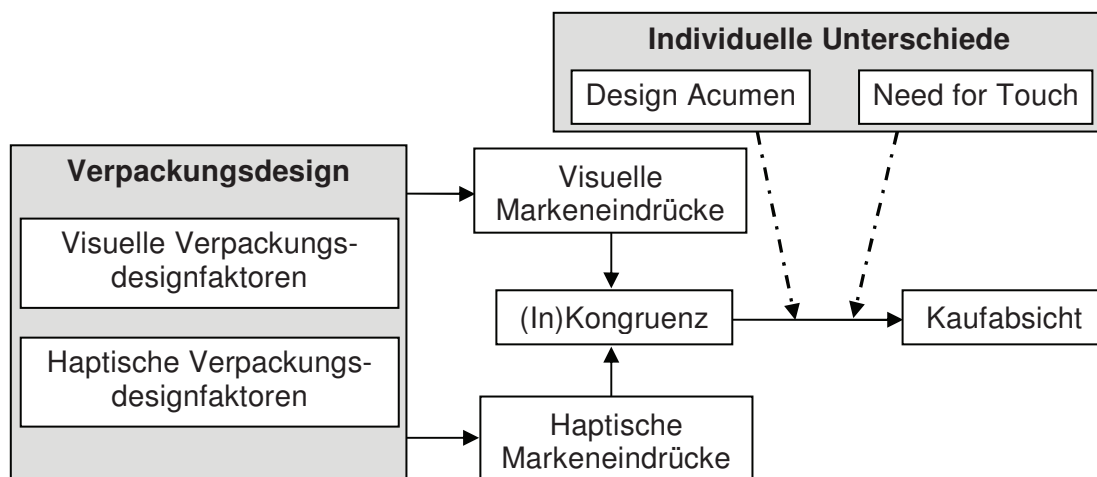 Individuelle Unterschiede
Design Acumen
Need for Touch
Verpackungsdesign
Visuelle Verpackungs-
designfaktoren
Haptische Verpackungs-
designfaktoren
Visuelle
Markeneindrücke
(In)Kongruenz
Kaufabsicht
Haptische
Markeneindrücke